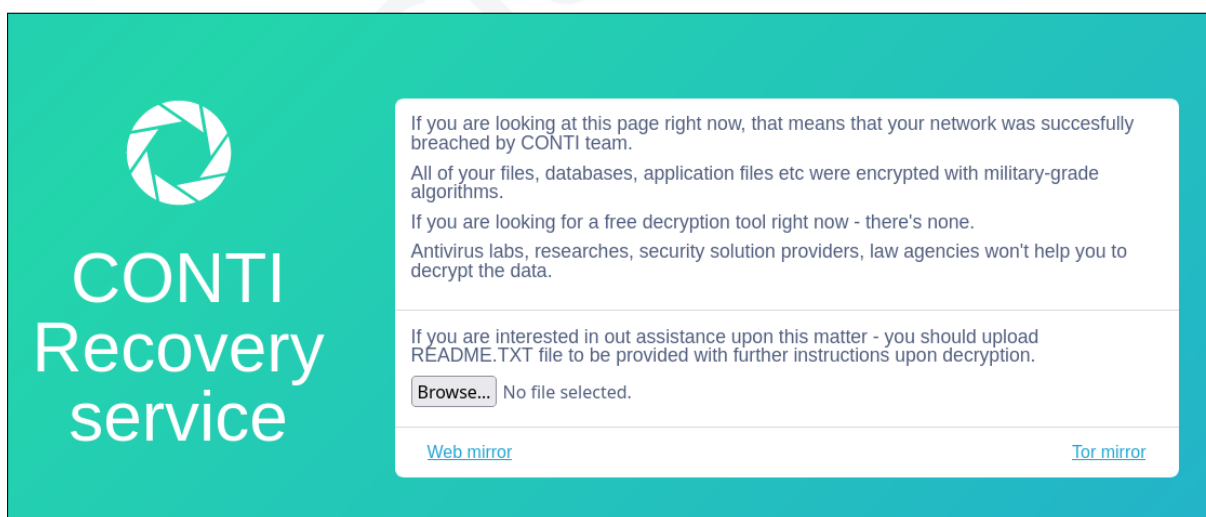 CONTI
Recovery
service
If you are looking at this page right now, that means that your network was succesfully
breached by CONTI team.
All of your files, databases, application files etc were encrypted with military-grade
algorithms.
If you are looking for a free decryption tool right now - there's none.
Antivirus labs, researches, security solution providers, law agencies won't help you to
decrypt the data.
If you are interested in out assistance upon this matter - you should upload
README.TXT file to be provided with further instructions upon decryption.
Browse... No file selected.
Web mirror
Tor mirror